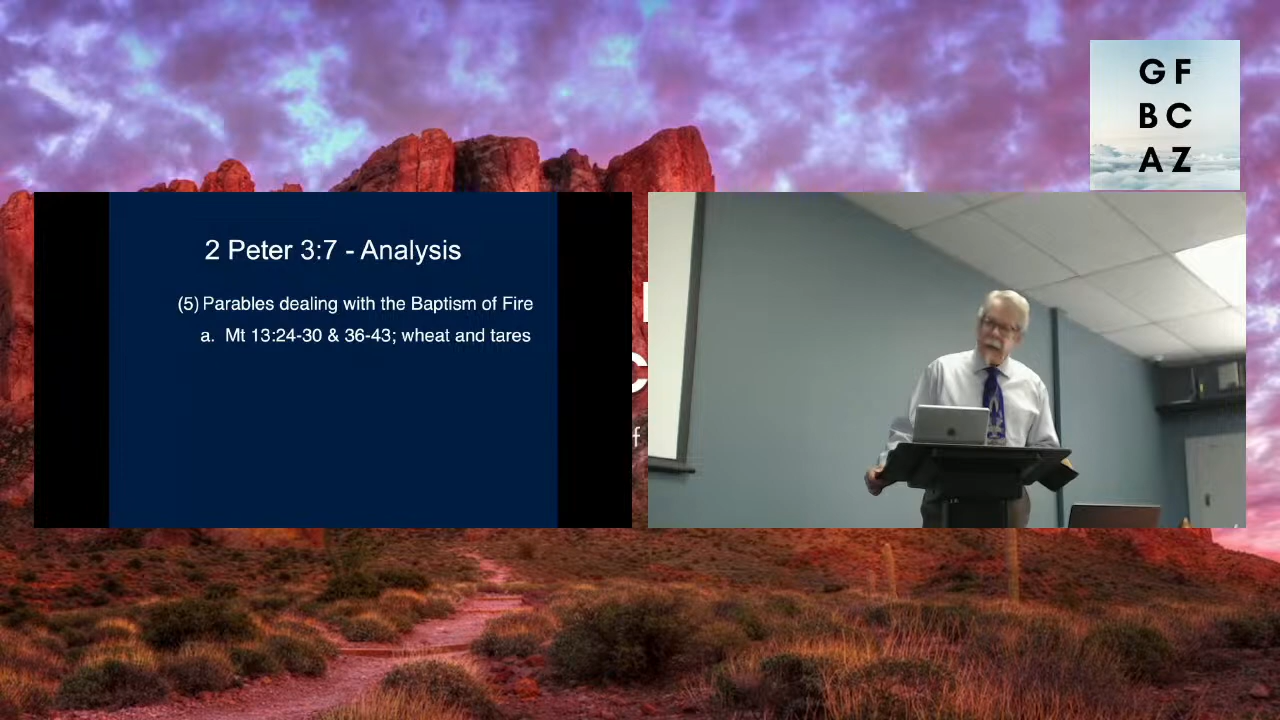 G F
B C
A Z
2 Peter 3:7 - Analysis
(5) Parables dealing with the Baptism of Fire
a. Mt 13:24-30 & 36-43; wheat and tares